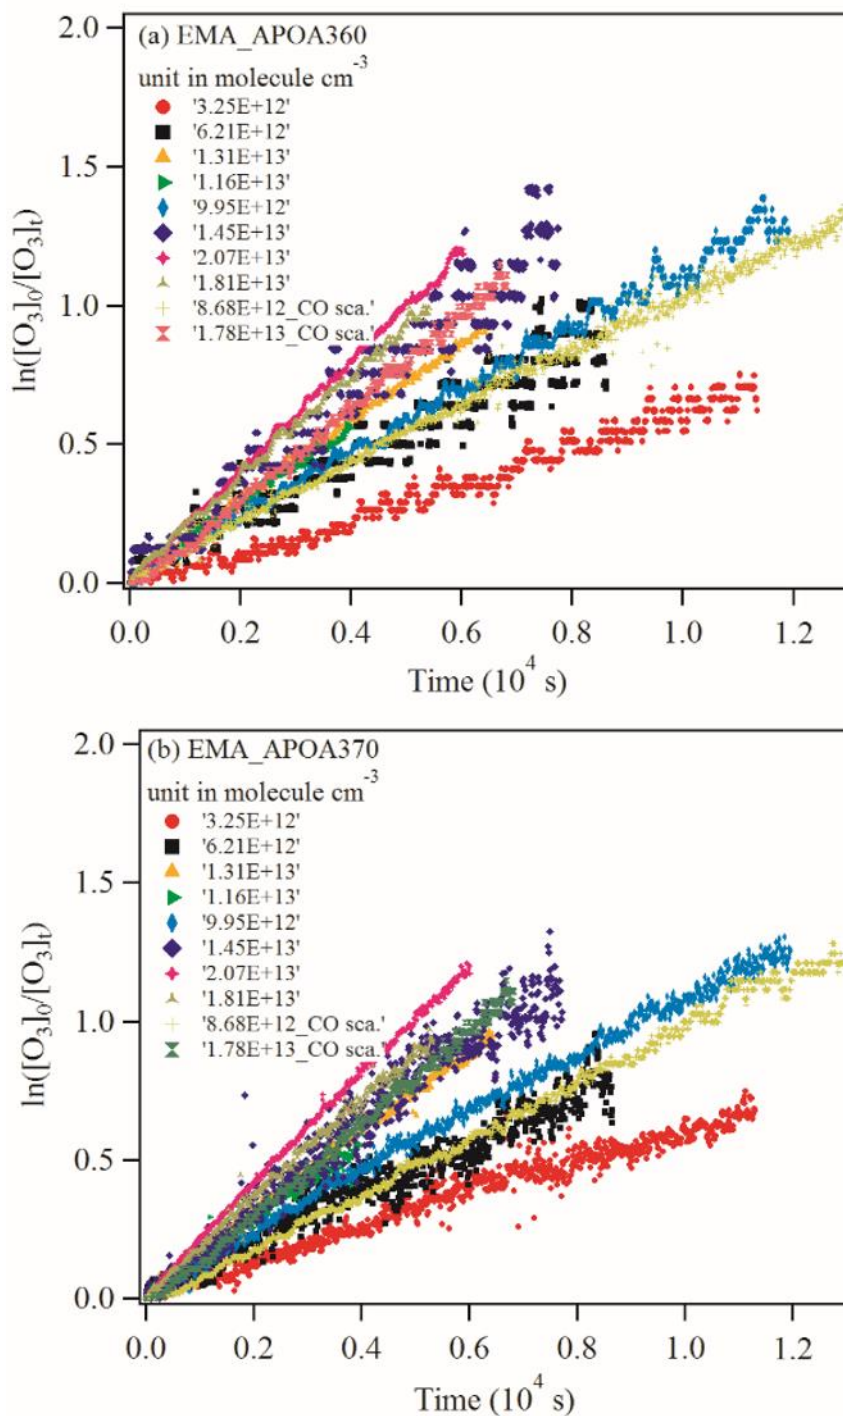 2.0
(a) EMA_APOA360
unit in molecule cm-3
'3.25E+12'
'6.21E+12'
'1.31E+13'
'1.16E+13'
'9.95E+12'
'1.45E+13'
'2.07E+13'
'1.81E+13'
'8.68E+12_CO sca.'
'1.78E+13_CO sca.'
1.5
1.0
0.5
0.0
ln([O3]0/[O3]t)
0.0 0.2 0.4 0.6 0.8 1.0 1.2
Time (10^4 s)
2.0
(b) EMA_APOA370
unit in molecule cm-3
'3.25E+12'
'6.21E+12'
'1.31E+13'
'1.16E+13'
'9.95E+12'
'1.45E+13'
'2.07E+13'
'1.81E+13'
'8.68E+12_CO sca.'
'1.78E+13_CO sca.'
1.5
1.0
0.5
0.0
ln([O3]0/[O3]t)
0.0 0.2 0.4 0.6 0.8 1.0 1.2
Time (10^4 s)